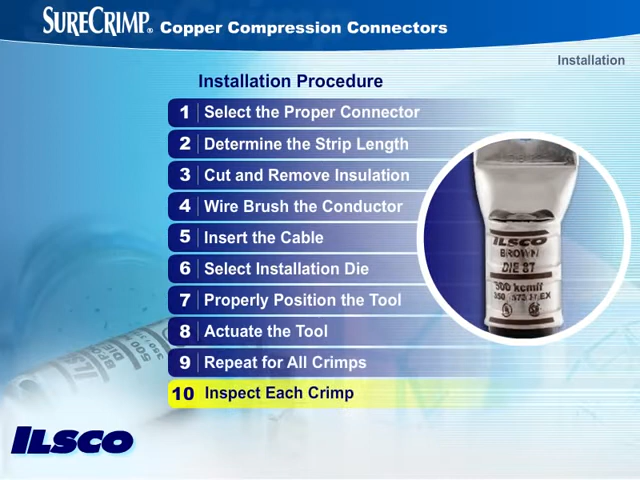 SURECRIMP® Copper Compression Connectors
Installation
Installation Procedure
1 Select the Proper Connector
2 Determine the Strip Length
3 Cut and Remove Insulation
4 Wire Brush the Conductor
5 Insert the Cable
6 Select Installation Die
7 Properly Position the Tool
8 Actuate the Tool
9 Repeat for All Crimps
10 Inspect Each Crimp
ILSCO
BROWN
DIE 87
500 kcmil
ILSCO